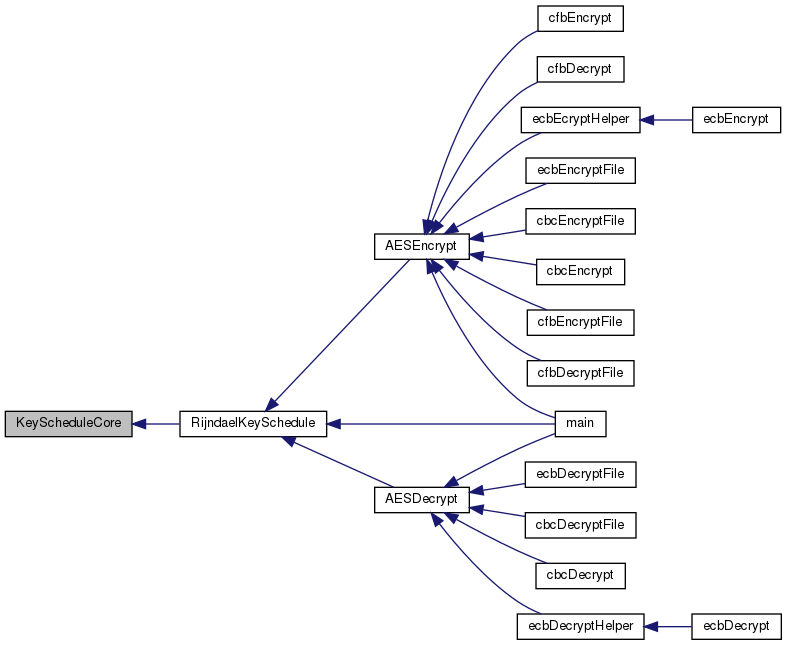 cfbEncrypt
cfbDecrypt
ecbEcryptHelper
ecbEncrypt
ecbEncryptFile
cbcEncryptFile
AESEncrypt
cbcEncrypt
cfbEncryptFile
cfbDecryptFile
KeyScheduleCore
RijndaelKeySchedule
main
ecbDecryptFile
AESDecrypt
cbcDecryptFile
cbcDecrypt
ecbDecryptHelper
ecbDecrypt